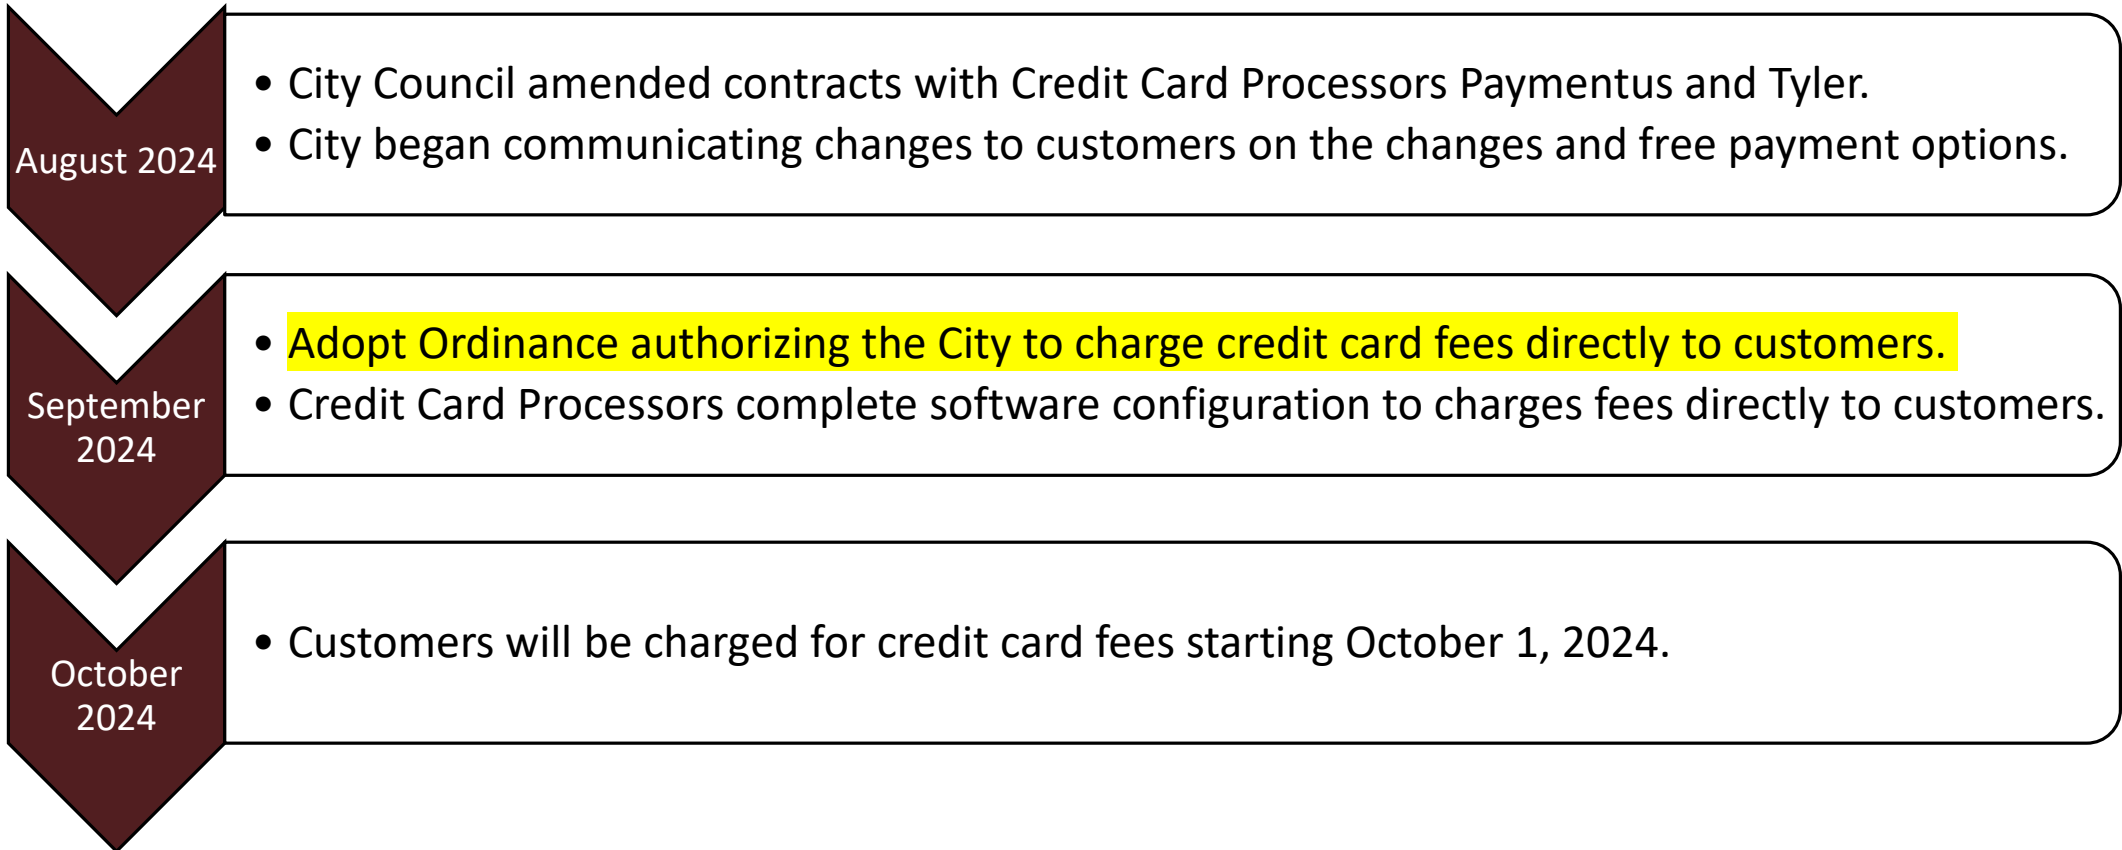 August 2024
• City Council amended contracts with Credit Card Processors Paymentus and Tyler.
• City began communicating changes to customers on the changes and free payment options.
September
2024
• Adopt Ordinance authorizing the City to charge credit card fees directly to customers.
• Credit Card Processors complete software configuration to charges fees directly to customers.
October
2024
• Customers will be charged for credit card fees starting October 1, 2024.